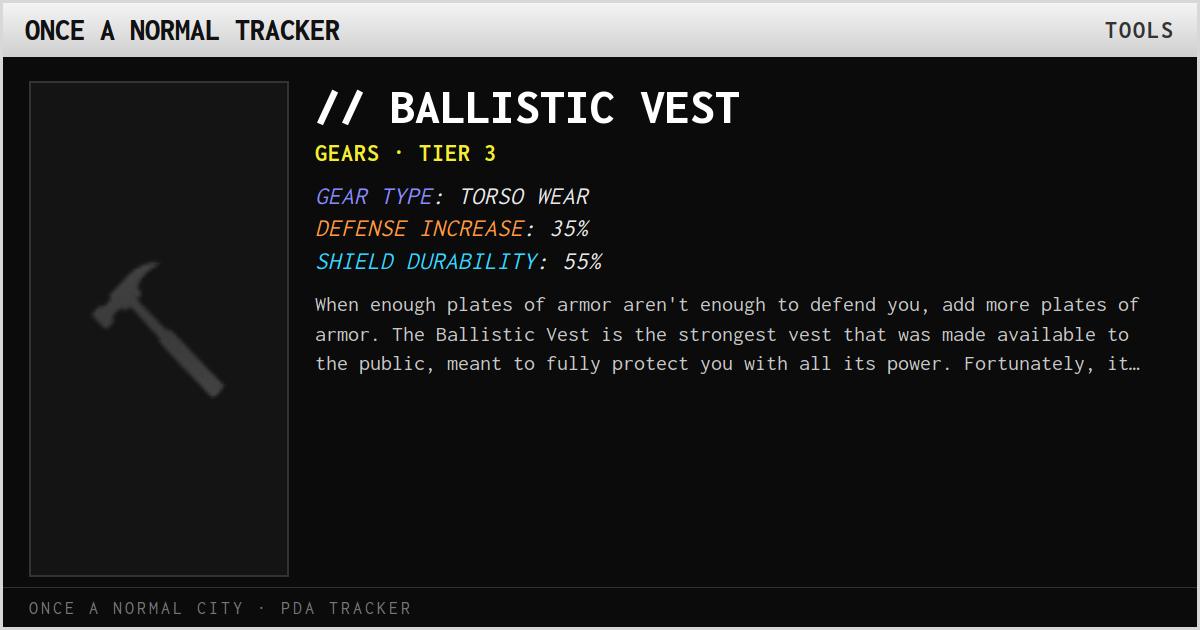 ONCE A NORMAL TRACKER
TOOLS
// BALLISTIC VEST
GEARS · TIER 3
GEAR TYPE: TORSO WEAR
DEFENSE INCREASE: 35%
SHIELD DURABILITY: 55%
When enough plates of armor aren't enough to defend you, add more plates of
armor. The Ballistic Vest is the strongest vest that was made available to
the public, meant to fully protect you with all its power. Fortunately, it…
ONCE A NORMAL CITY · PDA TRACKER